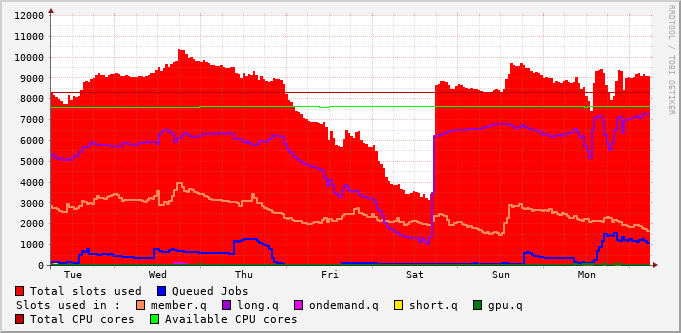 12000
11000
10000
9000
8000
7000
6000
5000
4000
3000
2000
1000
0
Tue Wed Thu Fri Sat Sun Mon
Total slots used Queued Jobs
Slots used in : member.q long.q ondemand.q short.q gpu.q
Total CPU cores Available CPU cores
RRDTOOL / TOBI OETIKER